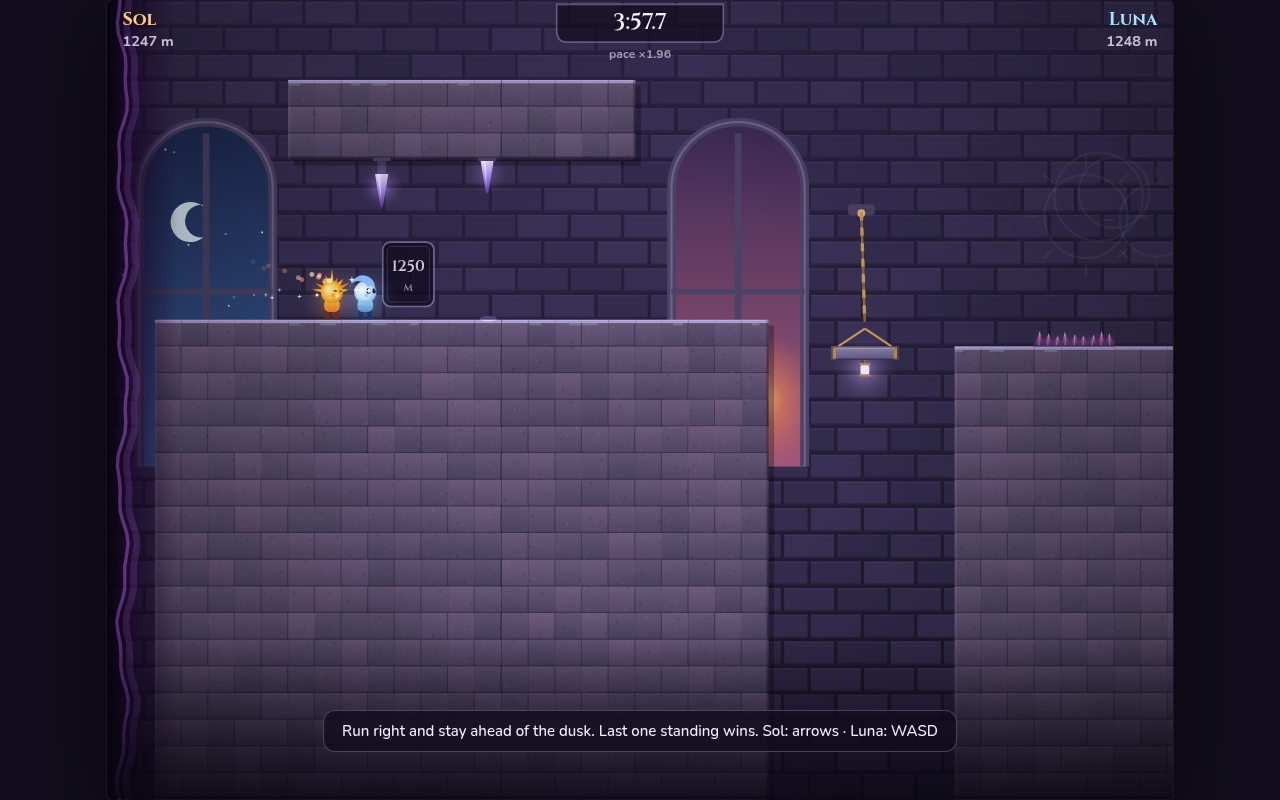 SOL
1247 m
3:57.7
pace ×1.96
LUNA
1248 m
1250
M
Run right and stay ahead of the dusk. Last one standing wins. Sol: arrows · Luna: WASD